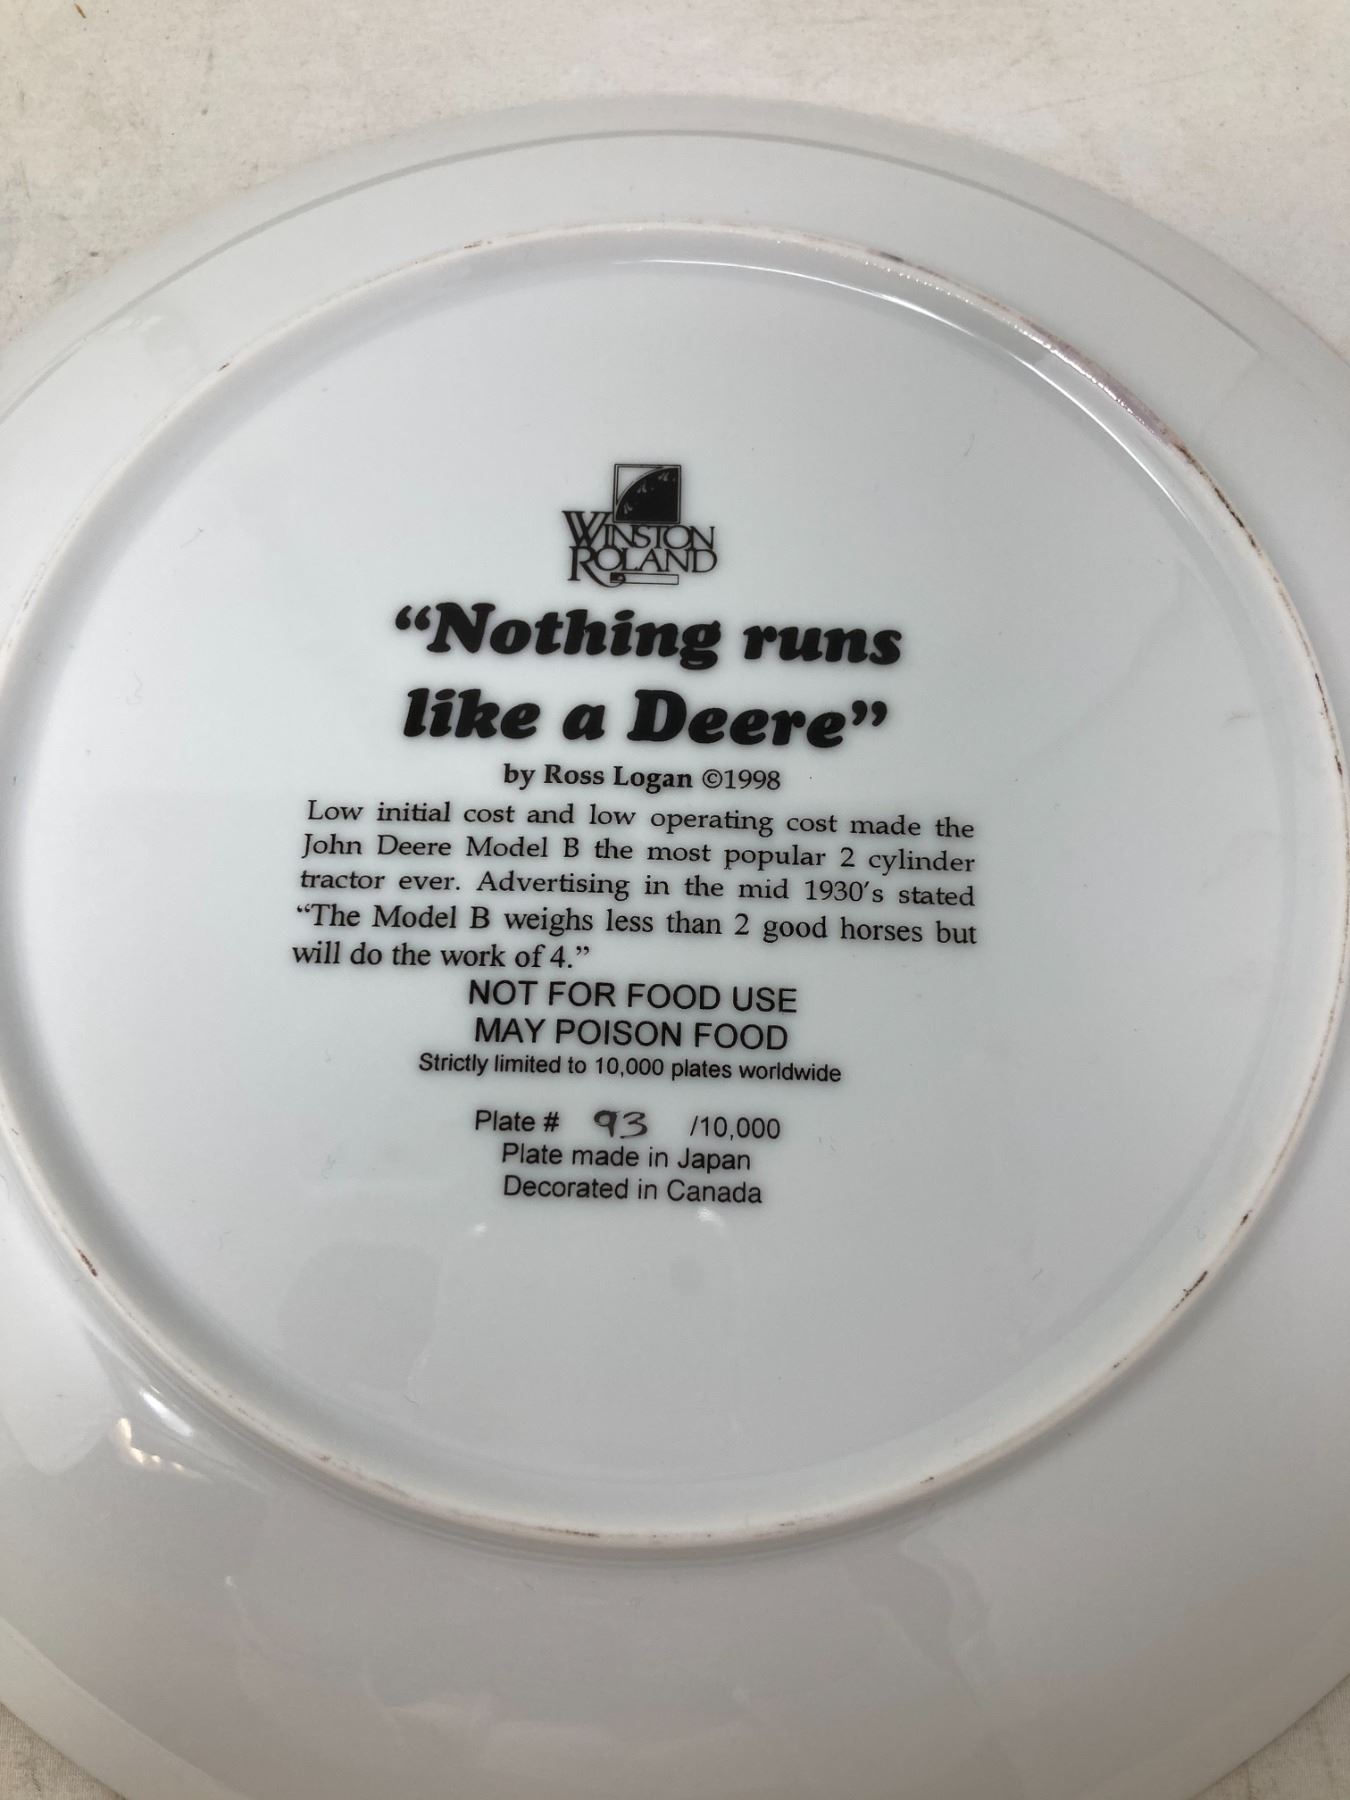 WINSTON
ROLAND
“Nothing runs
like a Deere”
by Ross Logan ©1998
Low initial cost and low operating cost made the
John Deere Model B the most popular 2 cylinder
tractor ever. Advertising in the mid 1930's stated
“The Model B weighs less than 2 good horses but
will do the work of 4.”
NOT FOR FOOD USE
MAY POISON FOOD
Strictly limited to 10,000 plates worldwide
Plate # 93 /10,000
Plate made in Japan
Decorated in Canada